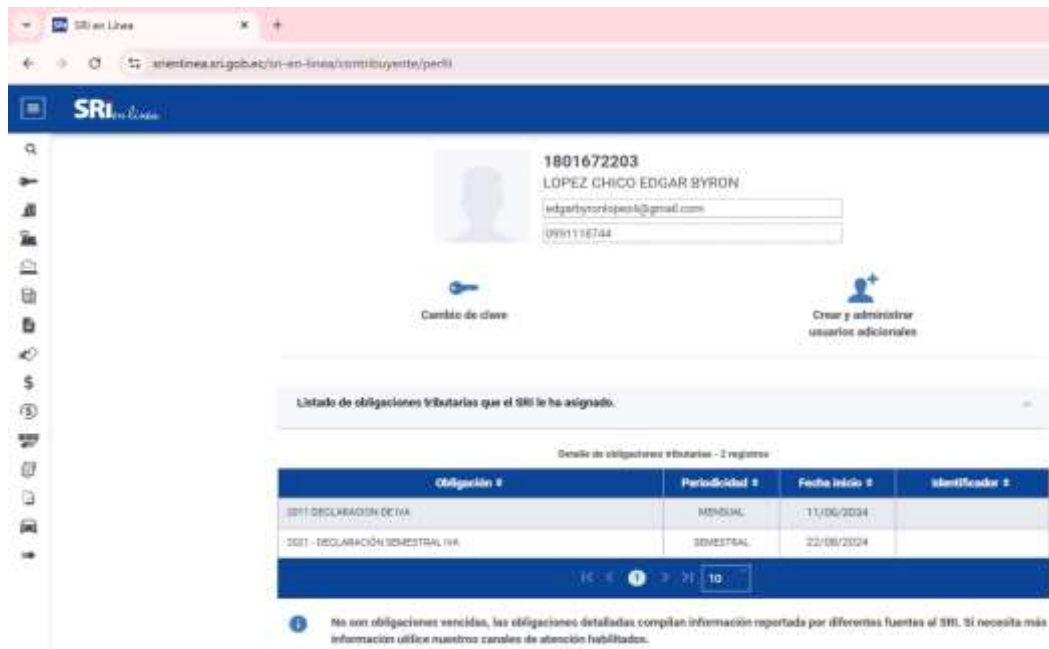 SRI en Línea
srienlinea.sri.gob.ec/sri-en-linea/contribuyente/perfil
SRI en línea
1801672203
LOPEZ CHICO EDGAR BYRON
0991116744
Cambio de clave
Crear y administrar
usuarios adicionales
Listado de obligaciones tributarias que el SRI le ha asignado.
Detalle de obligaciones tributarias - 2 registros
Obligación Periodicidad Fecha inicio Identificador
2011 DECLARACION DE IVA MENSUAL 11/06/2024
2021 - DECLARACIÓN SEMESTRAL IVA SEMESTRAL 22/08/2024
1 10
No son obligaciones vencidas, las obligaciones detalladas compilan información reportada por diferentes fuentes al SRI. Si necesita más
información utilice nuestros canales de atención habilitados.